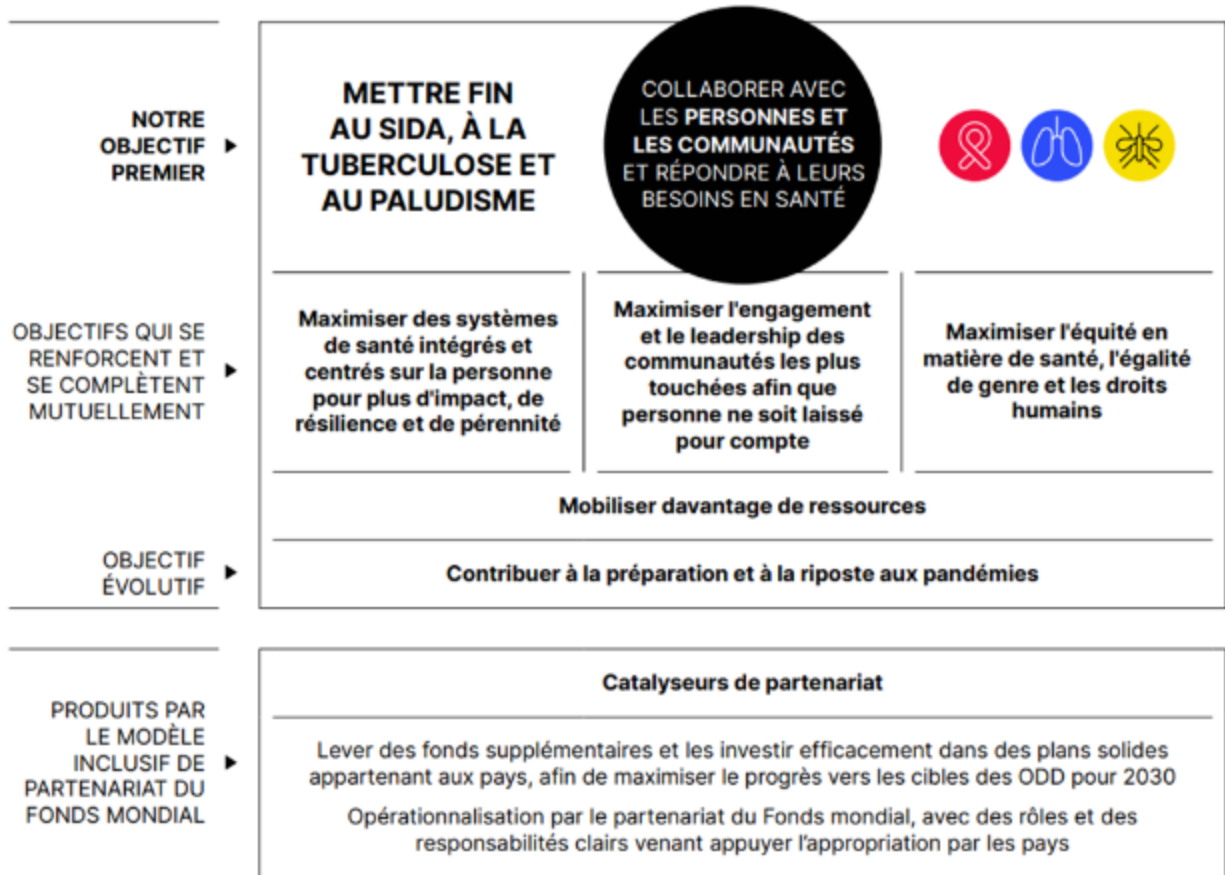 NOTRE
OBJECTIF
PREMIER
METTRE FIN
AU SIDA, À LA
TUBERCULOSE ET
AU PALUDISME
COLLABORER AVEC
LES PERSONNES ET
LES COMMUNAUTÉS
ET RÉPONDRE À LEURS
BESOINS EN SANTÉ
OBJECTIFS QUI SE
RENFORCENT ET
SE COMPLÈTENT
MUTUELLEMENT
Maximiser des systèmes
de santé intégrés et
centrés sur la personne
pour plus d'impact, de
résilience et de pérennité
Maximiser l'engagement
et le leadership des
communautés les plus
touchées afin que
personne ne soit laissé
pour compte
Maximiser l'équité en
matière de santé, l'égalité
de genre et les droits
humains
Mobiliser davantage de ressources
OBJECTIF
ÉVOLUTIF
Contribuer à la préparation et à la riposte aux pandémies
PRODUITS PAR
LE MODÈLE
INCLUSIF DE
PARTENARIAT DU
FONDS MONDIAL
Catalyseurs de partenariat
Lever des fonds supplémentaires et les investir efficacement dans des plans solides
appartenant aux pays, afin de maximiser le progrès vers les cibles des ODD pour 2030
Opérationnalisation par le partenariat du Fonds mondial, avec des rôles et des
responsabilités clairs venant appuyer l'appropriation par les pays